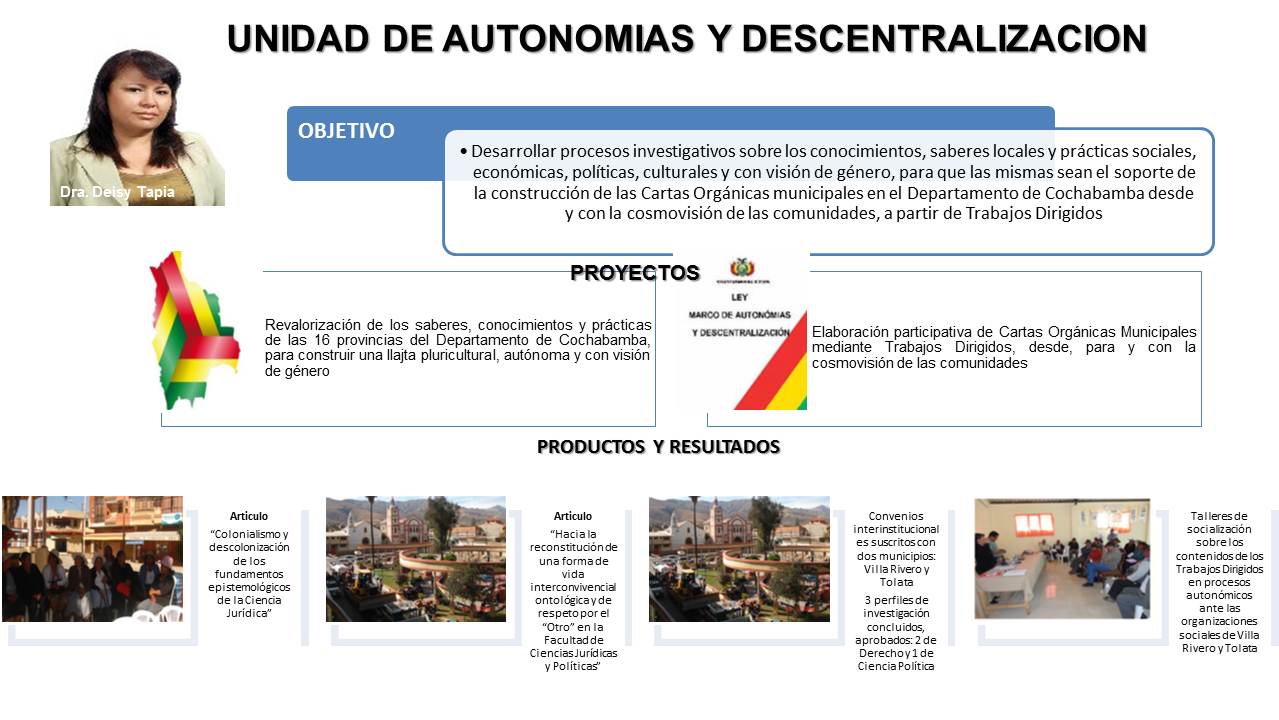 UNIDAD DE AUTONOMIAS Y DESCENTRALIZACION
Dra. Deisy Tapia
OBJETIVO
• Desarrollar procesos investigativos sobre los conocimientos, saberes locales y prácticas sociales,
económicas, políticas, culturales y con visión de género, para que las mismas sean el soporte de
la construcción de las Cartas Orgánicas municipales en el Departamento de Cochabamba desde
y con la cosmovisión de las comunidades, a partir de Trabajos Dirigidos
PROYECTOS
Revalorización de los saberes, conocimientos y prácticas
de las 16 provincias del Departamento de Cochabamba,
para construir una llajta pluricultural, autónoma y con visión
de género
LEY
MARCO DE AUTONOMÍAS
Y DESCENTRALIZACIÓN
Elaboración participativa de Cartas Orgánicas Municipales
mediante Trabajos Dirigidos, desde, para y con la
cosmovisión de las comunidades
PRODUCTOS Y RESULTADOS
Articulo
“Colonialismo y
descolonización
de los
fundamentos
epistemológicos
de la Ciencia
Jurídica”
Articulo
“Hacia la
reconstitución de
una forma de
vida
interconvivencial
ontológica y de
respeto por el
“Otro” en la
Facultad de
Ciencias Jurídicas
y Políticas”
Convenios
interinstitucional
es suscritos con
dos municipios:
Villa Rivero y
Tolata
3 perfiles de
investigación
concluidos,
aprobados: 2 de
Derecho y 1 de
Ciencia Política
Talleres de
socialización
sobre los
contenidos de los
Trabajos Dirigidos
en procesos
autonómicos
ante las
organizaciones
sociales de Villa
Rivero y Tolata